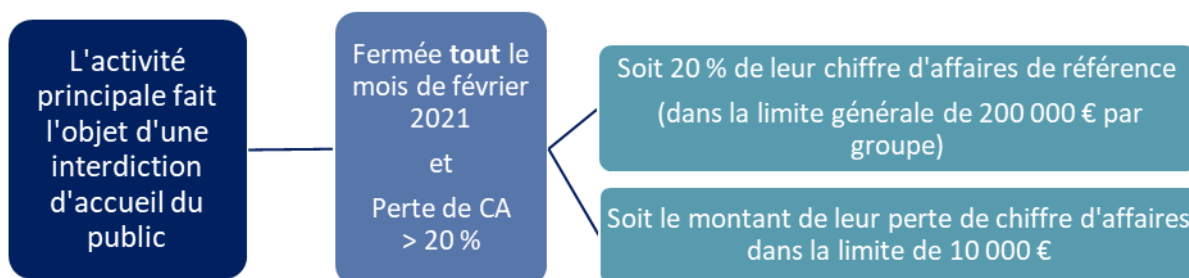 L'activité
principale fait
l'objet d'une
interdiction
d'accueil du
public
Fermée tout le
mois de février
2021
et
Perte de CA
> 20 %
Soit 20 % de leur chiffre d'affaires de référence
(dans la limite générale de 200 000 € par
groupe)
Soit le montant de leur perte de chiffre d'affaires
dans la limite de 10 000 €